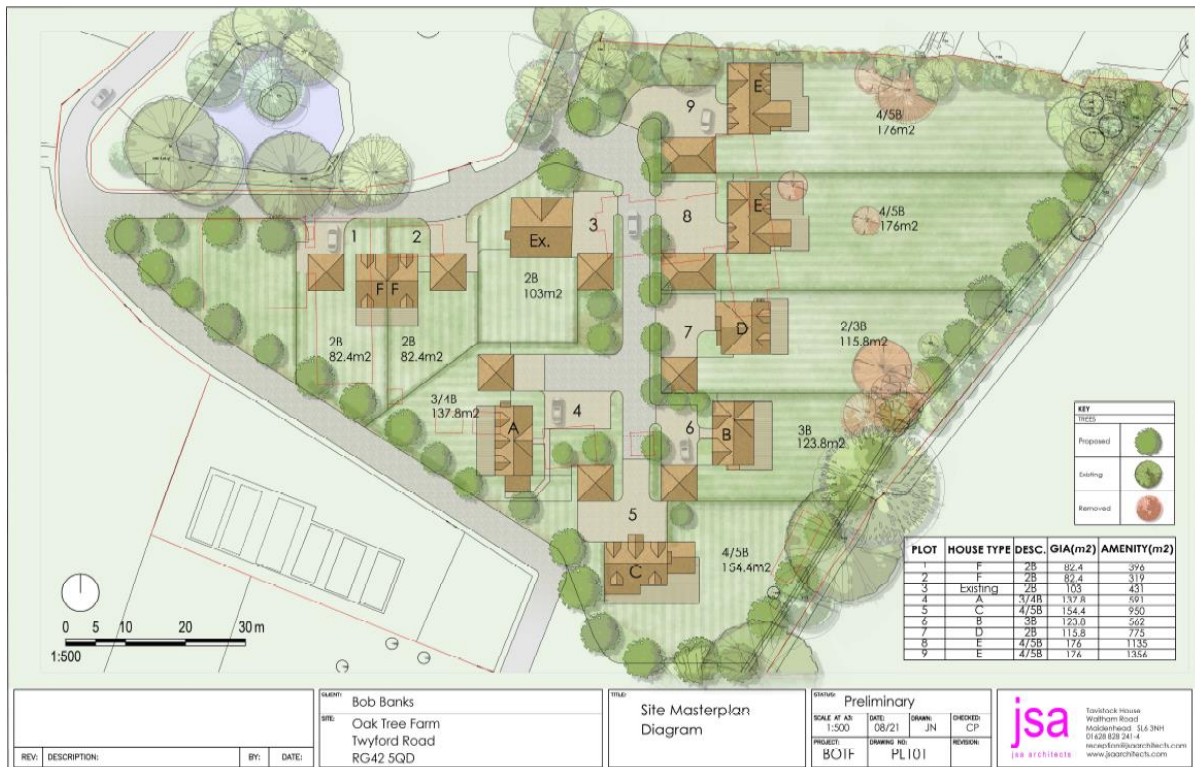 9
E
4/5B
176m2
3
8
E
4/5B
176m2
1
2
Ex.
F F
2B
103m2
7
D
2/3B
115.8m2
2B
82.4m2
2B
82.4m2
3/4B
137.8m2
4
A
6
B
3B
123.8m2
5
C
4/5B
154.4m2
KEY
TREES
Proposed
Existing
Removed
PLOT HOUSE TYPE DESC. GIA(m2) AMENITY(m2)
1 F 2B 82.4 396
2 F 2B 82.4 319
3 Existing 2B 103 431
4 A 3/4B 137.8 591
5 C 4/5B 154.4 950
6 B 3B 123.8 562
7 D 2B 115.8 775
8 E 4/5B 176 1135
9 E 4/5B 176 1356
0 5 10 20 30 m
1:500
REV: DESCRIPTION: BY: DATE:
CLIENT: Bob Banks
SITE: Oak Tree Farm
Twyford Road
RG42 5QD
TITLE:
Site Masterplan
Diagram
STATUS: Preliminary
SCALE AT A3: 1:500
DATE: 08/21
DRAWN: JN
CHECKED: CP
PROJECT: BOTF
DRAWING NO: PL101
REVISION:
jsa
jsa architects
Tavistock House
Waltham Road
Maidenhead SL6 3NH
01628 828 241-4
reception@jsaarchitects.com
www.jsaarchitects.com